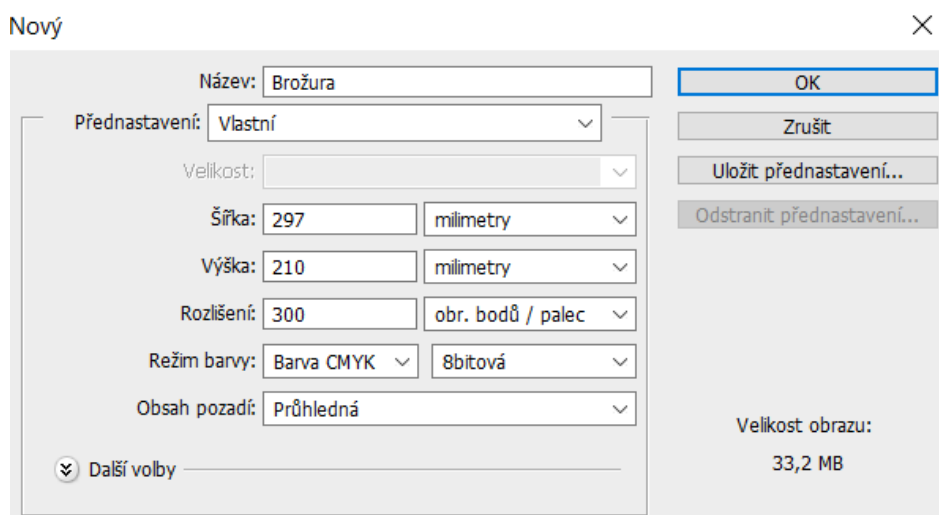 Nový
Název: Brožura
OK
Přednastavení: Vlastní
Zrušit
Velikost:
Uložit přednastavení...
Šířka: 297 milimetry
Odstranit přednastavení...
Výška: 210 milimetry
Rozlišení: 300 obr. bodů / palec
Režim barvy: Barva CMYK 8bitová
Obsah pozadí: Průhledná
Velikost obrazu:
33,2 MB
Další volby